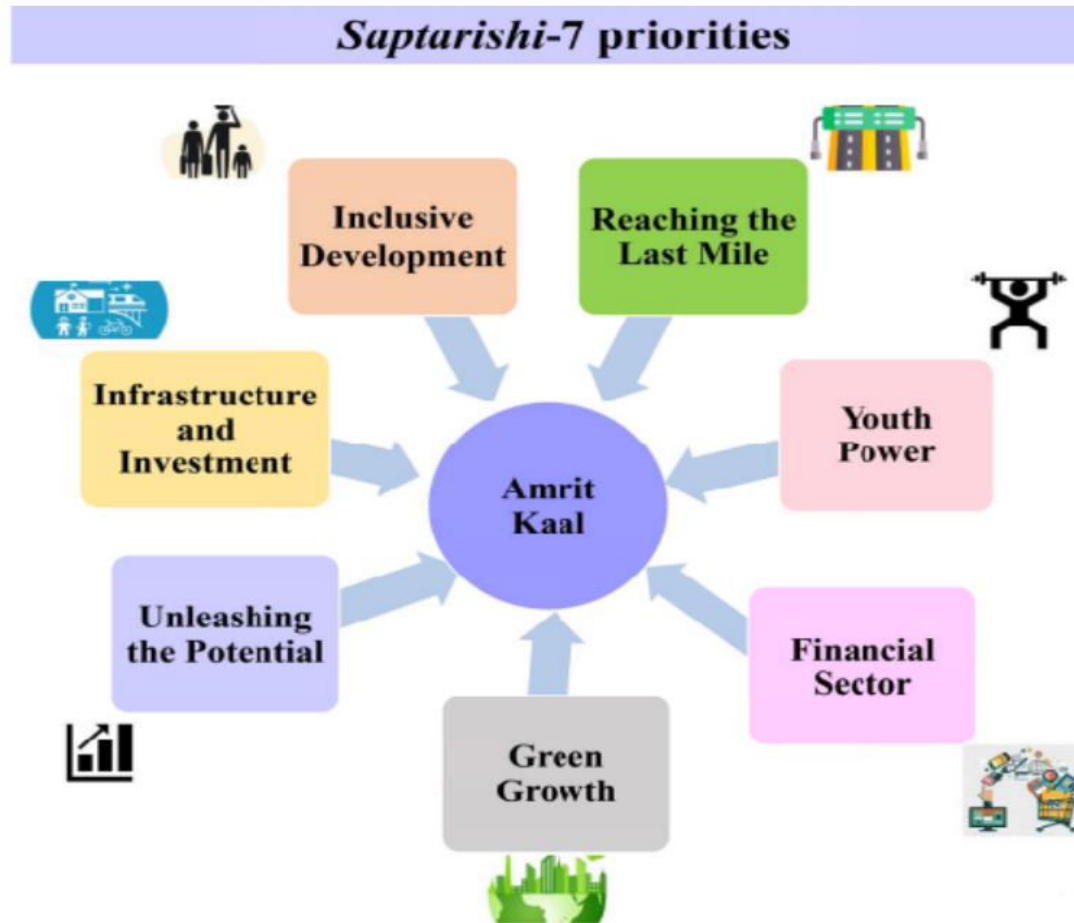 Saptarishi-7 priorities
Inclusive
Development
Reaching the
Last Mile
Infrastructure
and
Investment
Youth
Power
Amrit
Kaal
Unleashing
the Potential
Financial
Sector
Green
Growth